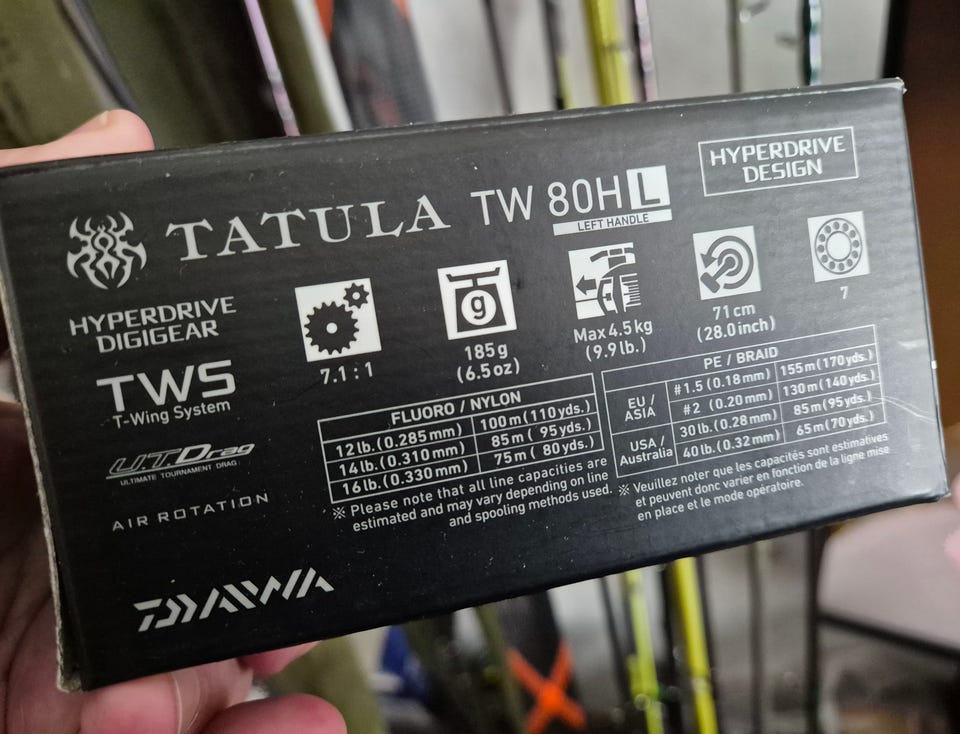 HYPERDRIVE
DESIGN
TATULA TW 80H L
LEFT HANDLE
HYPERDRIVE
DIGIGEAR
TWS
T-Wing System
U.T.Drag
ULTIMATE TOURNAMENT DRAG
AIR ROTATION
DAIWA
7.1:1
g
185g
(6.5oz)
Max 4.5kg
(9.9lb.)
71cm
(28.0inch)
7
FLUORO / NYLON
12lb.(0.285mm) 100m(110yds.)
14lb.(0.310mm) 85m( 95yds.)
16lb.(0.330mm) 75m( 80yds.)
※ Please note that all line capacities are
estimated and may vary depending on line
and spooling methods used.
PE / BRAID
EU /
ASIA
#1.5(0.18mm) 155m(170yds.)
#2 (0.20mm) 130m(140yds.)
USA /
Australia
30lb.(0.28mm) 85m(95yds.)
40lb.(0.32mm) 65m(70yds.)
※ Veuillez noter que les capacités sont estimatives
et peuvent donc varier en fonction de la ligne mise
en place et le mode opératoire.